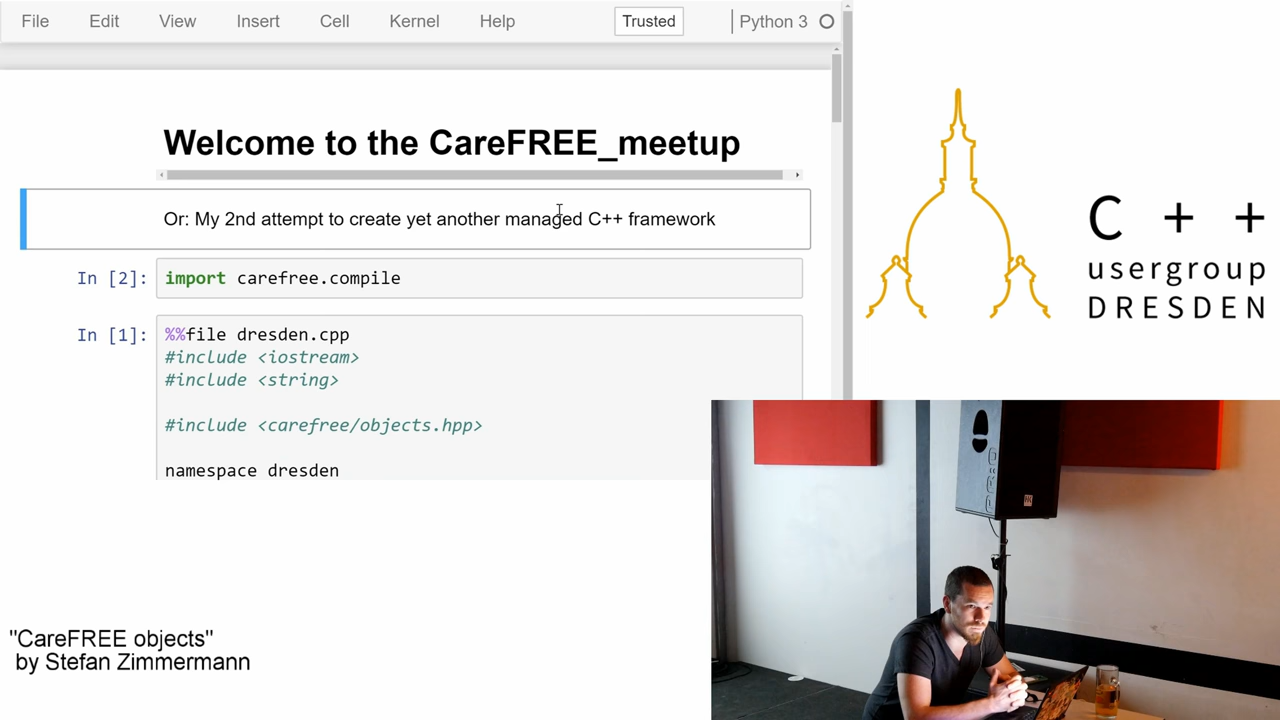 File Edit View Insert Cell Kernel Help Trusted Python 3
Welcome to the CareFREE_meetup
Or: My 2nd attempt to create yet another managed C++ framework
In [2]: import carefree.compile
In [1]: %%file dresden.cpp
#include <iostream>
#include <string>
#include <carefree/objects.hpp>
namespace dresden
C + +
usergroup
DRESDEN
"CareFREE objects"
by Stefan Zimmermann